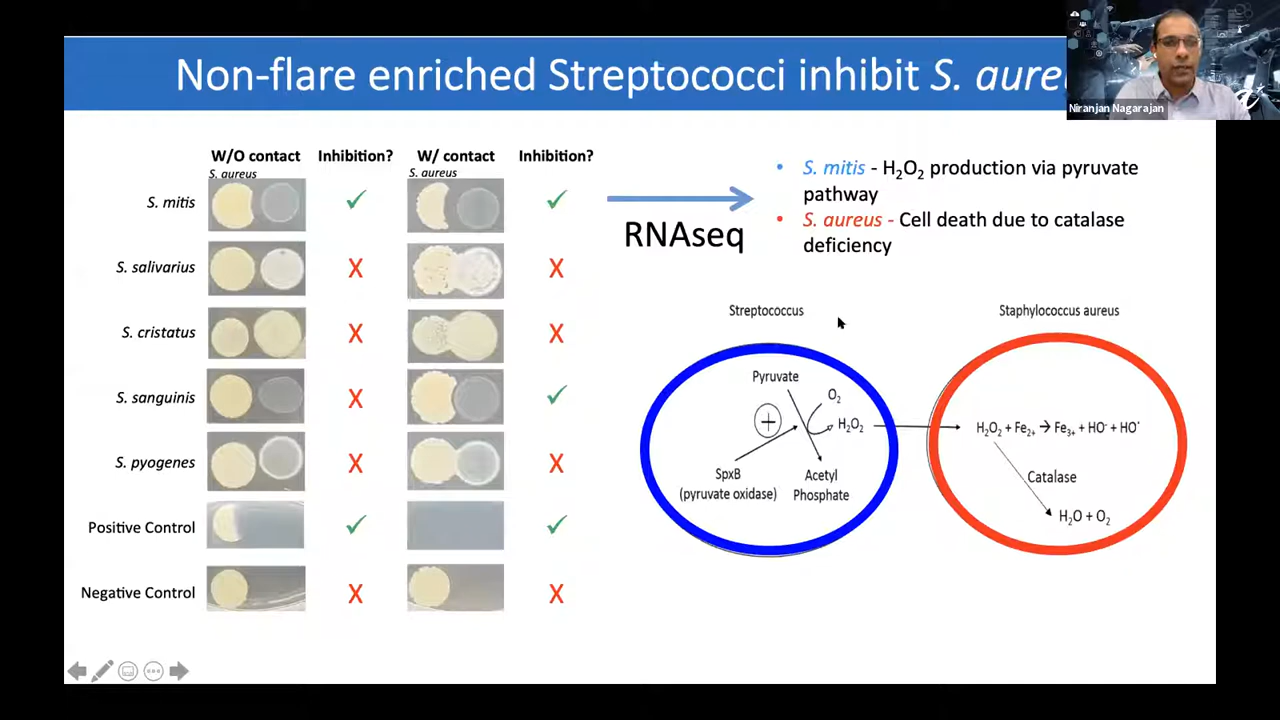 Non-flare enriched Streptococci inhibit S. aure
Niranjan Nagarajan
W/O contact Inhibition? W/ contact Inhibition?
S. aureus S. aureus
S. mitis ✓ ✓
S. salivarius X X
S. cristatus X X
S. sanguinis X ✓
S. pyogenes X X
Positive Control ✓ ✓
Negative Control X X
RNAseq
• S. mitis - H₂O₂ production via pyruvate
pathway
• S. aureus - Cell death due to catalase
deficiency
Streptococcus
Pyruvate
O₂
+
H₂O₂
SpxB
(pyruvate oxidase)
Acetyl
Phosphate
Staphylococcus aureus
H₂O₂ + Fe₂₊ → Fe₃₊ + HO⁻ + HO˙
Catalase
H₂O + O₂